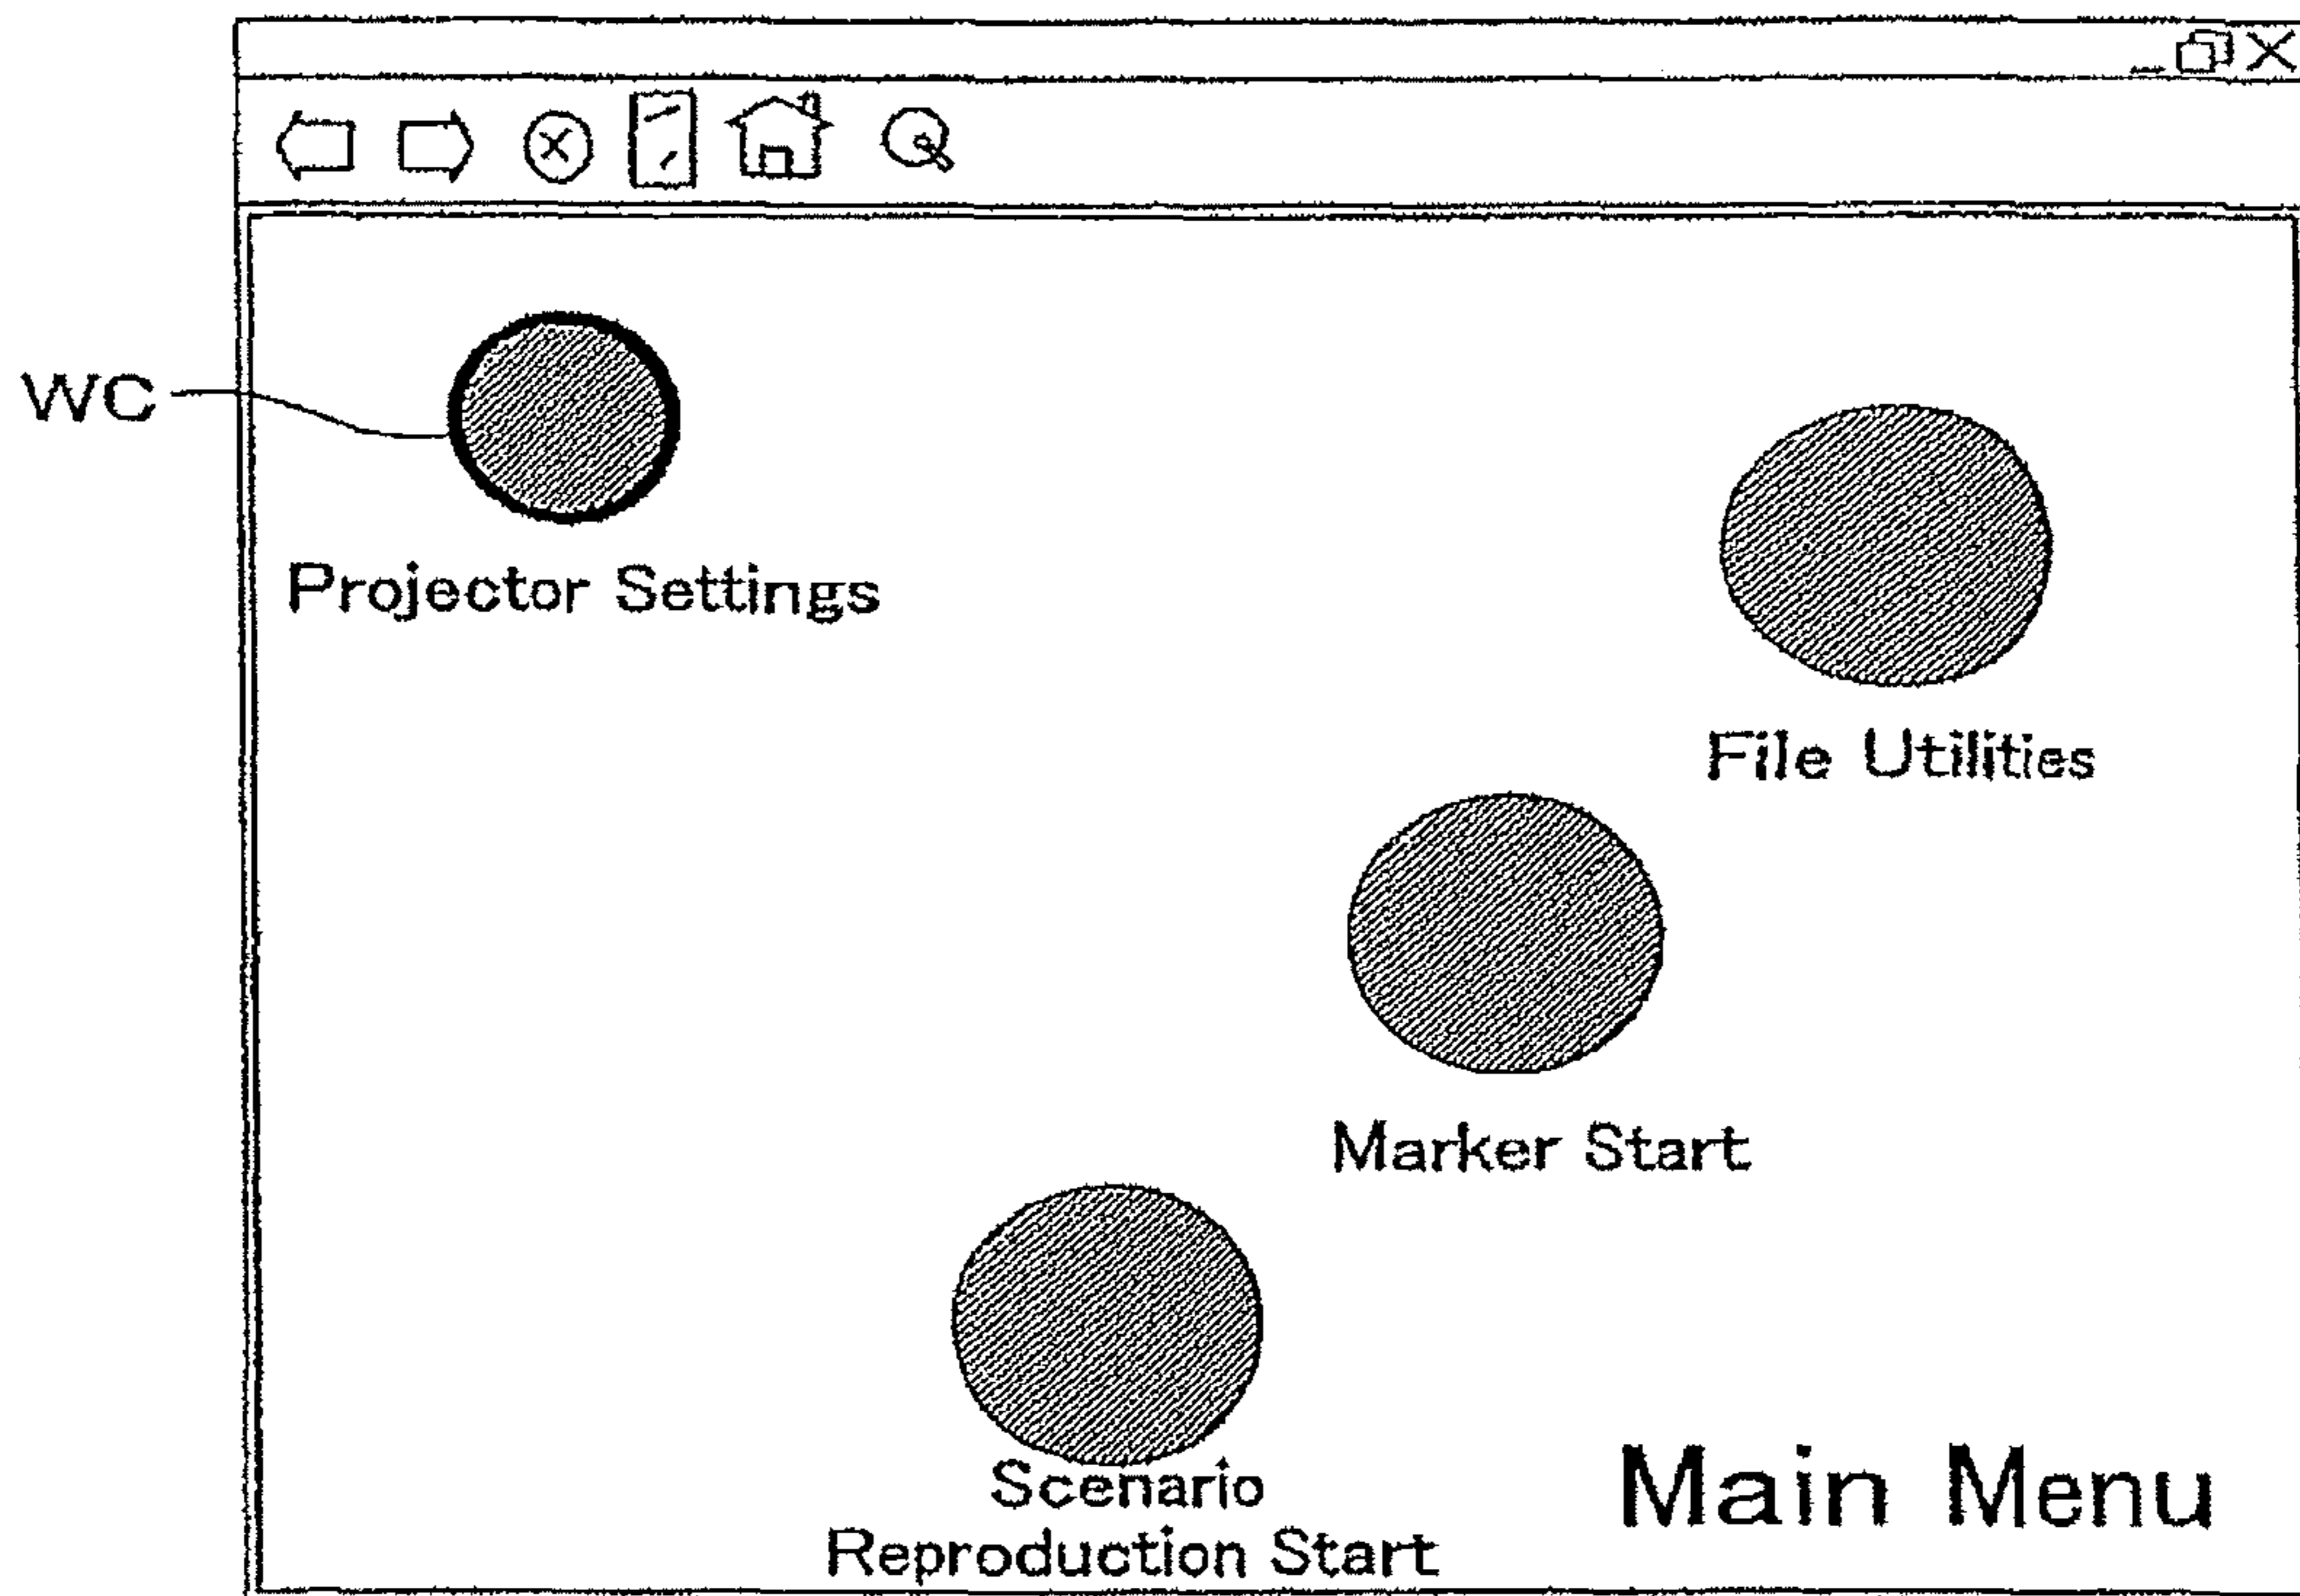 WC
Projector Settings
File Utilities
Marker Start
Scenario
Reproduction Start
Main Menu